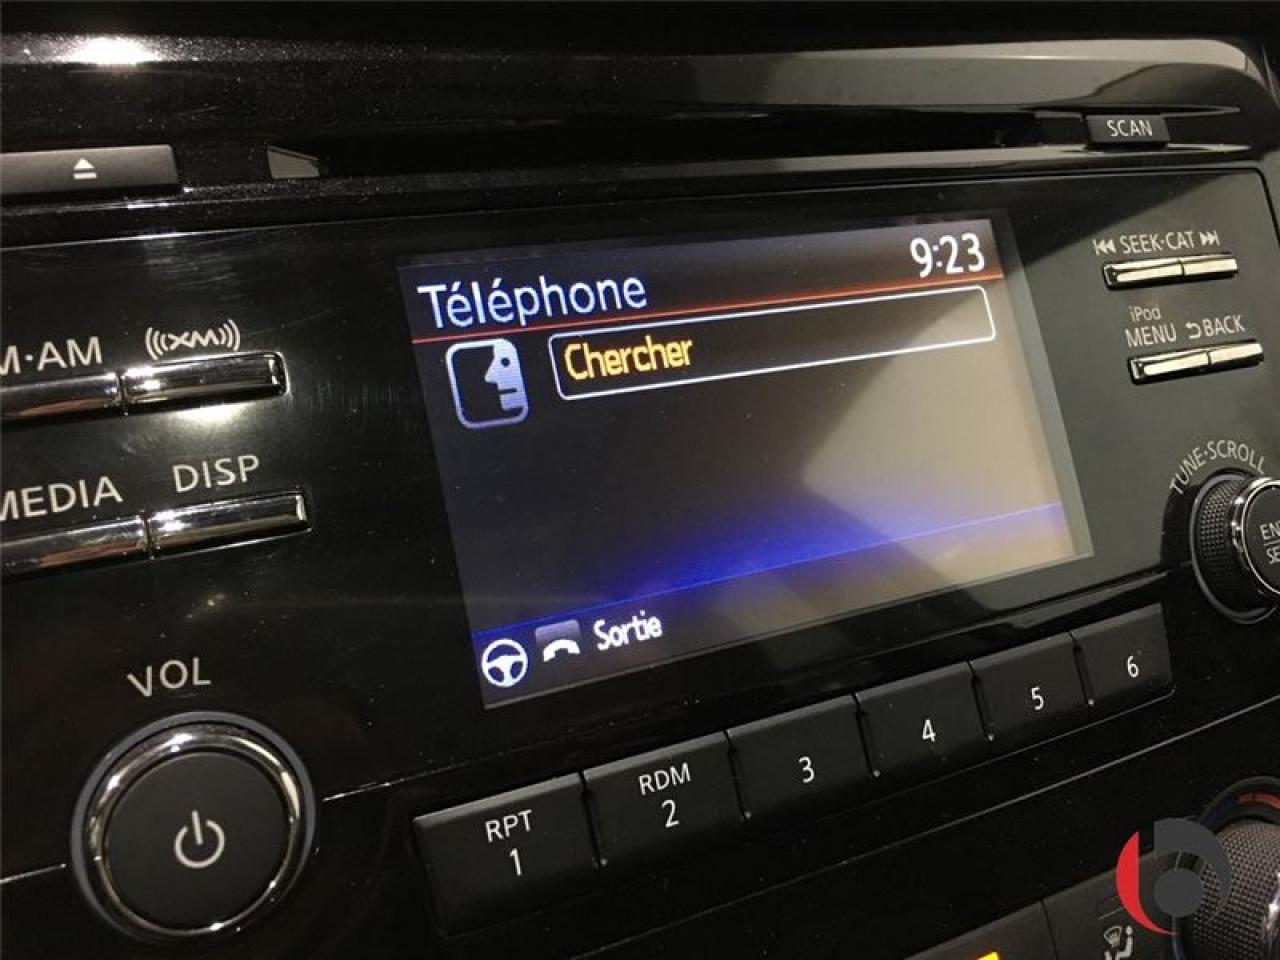 SCAN
SEEK·CAT
iPod
MENU BACK
Téléphone 9:23
Chercher
M·AM XM
MEDIA DISP
TUNE·SCROLL
VOL
Sortie
RPT
1
RDM
2
3
4
5
6